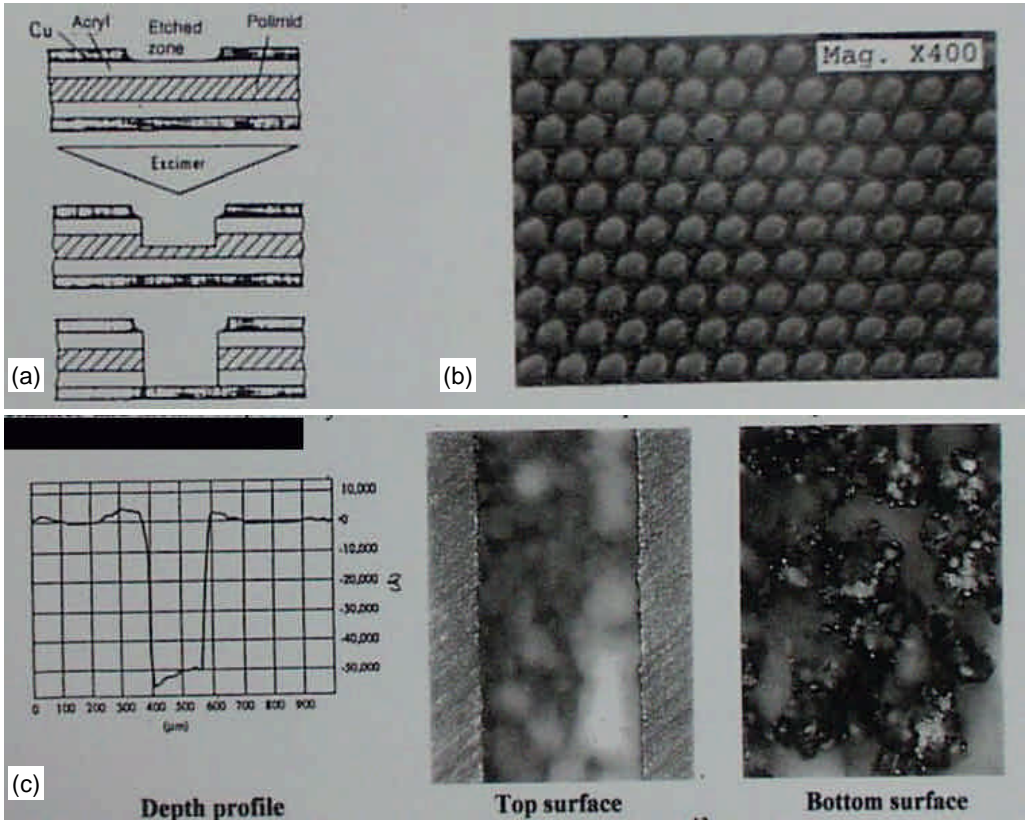 Cu Acryl Etched Polimid
zone
Excimer
(a)
Mag. X400
(b)
10,000
0
-10,000
-20,000
-30,000
-40,000
-50,000
(Y)
0 100 200 300 400 500 600 700 800 900
(µm)
(c)
Depth profile Top surface Bottom surface